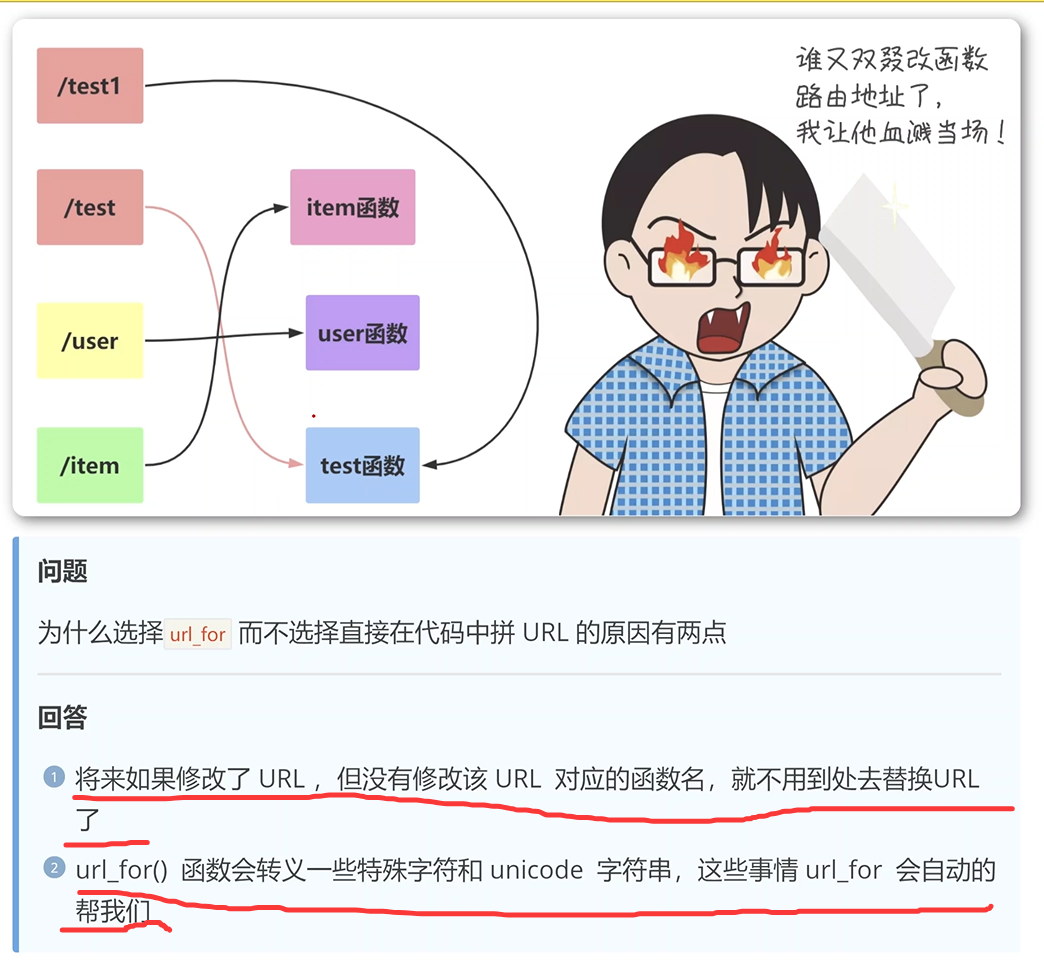 /test1
谁又双叕改函数
路由地址了，
我让他血溅当场！
/test
item函数
/user
user函数
/item
test函数
问题
为什么选择 url_for 而不选择直接在代码中拼 URL 的原因有两点
回答
1 将来如果修改了 URL ，但没有修改该 URL 对应的函数名，就不用到处去替换URL
了
2 url_for() 函数会转义一些特殊字符和 unicode 字符串，这些事情 url_for 会自动的
帮我们